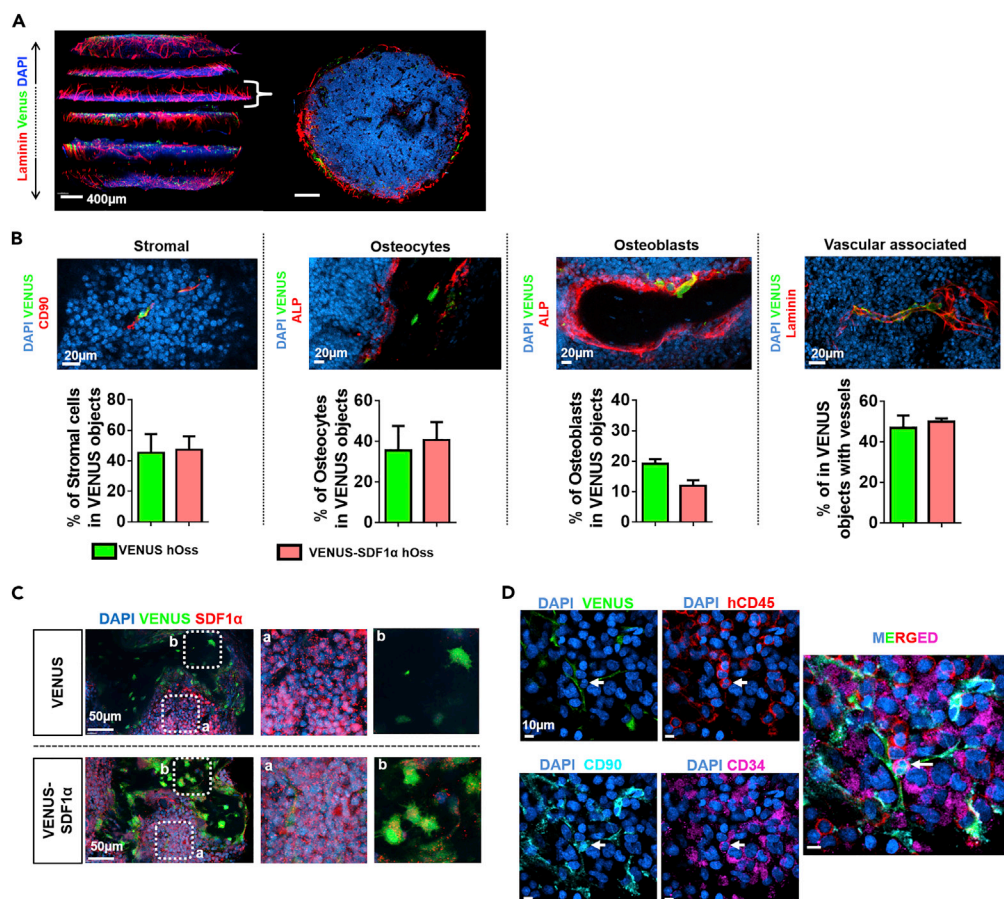 A
Laminin Venus DAPI
400µm
B
Stromal
Osteocytes
Osteoblasts
Vascular associated
DAPI VENUS
CD90
20µm
DAPI VENUS
ALP
20µm
DAPI VENUS
ALP
20µm
DAPI VENUS
Laminin
20µm
% of Stromal cells
in VENUS objects
80
60
40
20
0
% of Osteocytes
in VENUS objects
60
40
20
0
% of Osteoblasts
in VENUS objects
40
30
20
10
0
% of in VENUS
objects with vessels
60
40
20
0
VENUS hOss
VENUS-SDF1α hOss
C
DAPI VENUS SDF1α
VENUS
b
a
50µm
a
b
VENUS-
SDF1α
b
a
50µm
a
b
D
DAPI VENUS
10µm
DAPI hCD45
DAPI CD90
DAPI CD34
MERGED